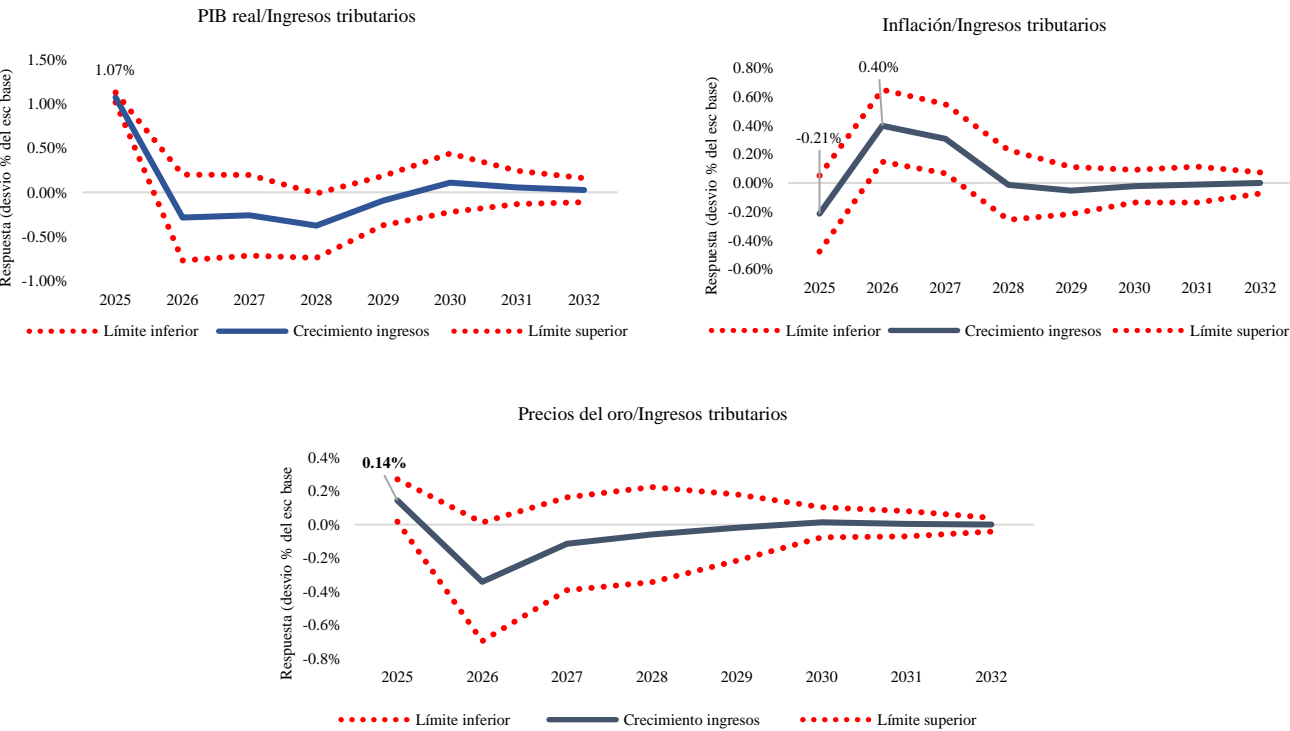 PIB real/Ingresos tributarios
Respuesta (desvio % del esc base)
1.50%
1.00%
0.50%
0.00%
-0.50%
-1.00%
1.07%
2025 2026 2027 2028 2029 2030 2031 2032
Límite inferior Crecimiento ingresos Límite superior
Inflación/Ingresos tributarios
Respuesta (desvio % del esc base)
0.80%
0.60%
0.40%
0.20%
0.00%
-0.20%
-0.40%
-0.60%
-0.21%
0.40%
2025 2026 2027 2028 2029 2030 2031 2032
Límite inferior Crecimiento ingresos Límite superior
Precios del oro/Ingresos tributarios
Respuesta (desvio % del esc base
0.4%
0.2%
0.0%
-0.2%
-0.4%
-0.6%
-0.8%
0.14%
2025 2026 2027 2028 2029 2030 2031 2032
Límite inferior Crecimiento ingresos Límite superior